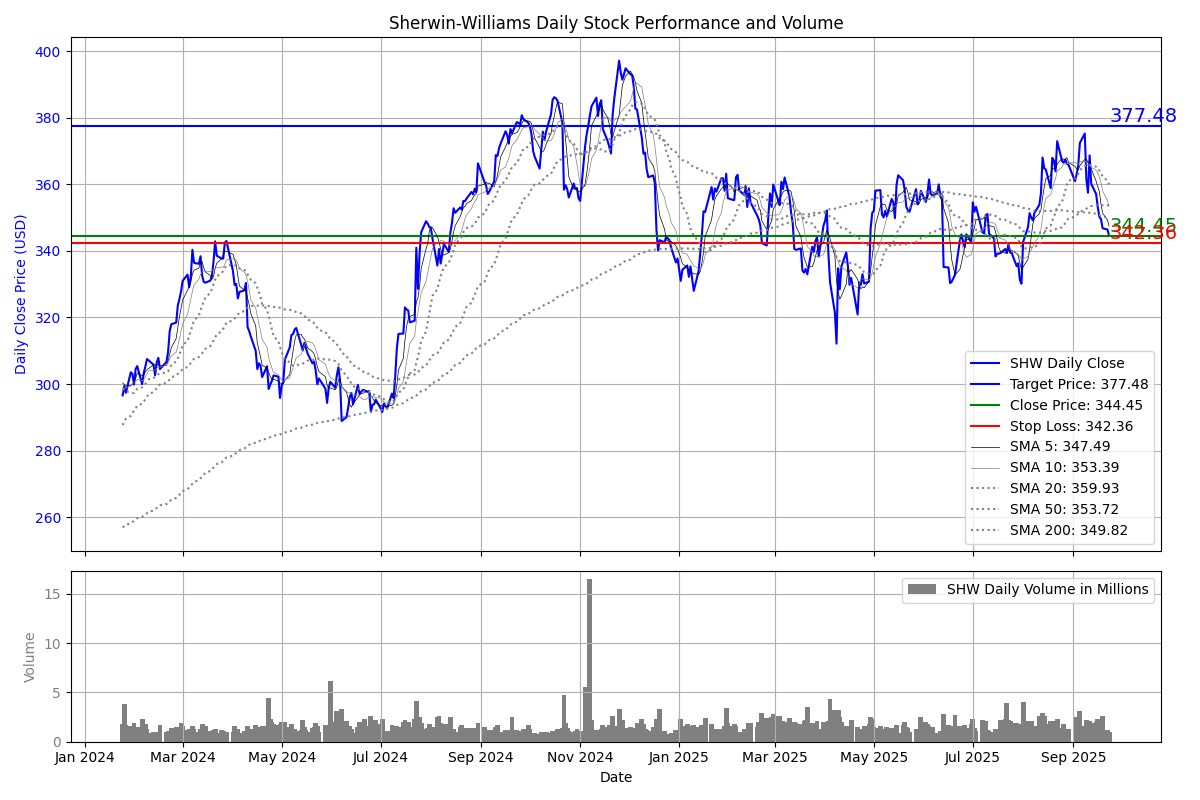 Sherwin-Williams Daily Stock Performance and Volume
Daily Close Price (USD)
400
380
360
340
320
300
280
260
377.48
344.45
342.36
SHW Daily Close
Target Price: 377.48
Close Price: 344.45
Stop Loss: 342.36
SMA 5: 347.49
SMA 10: 353.39
SMA 20: 359.93
SMA 50: 353.72
SMA 200: 349.82
Volume
15
10
5
0
SHW Daily Volume in Millions
Jan 2024 Mar 2024 May 2024 Jul 2024 Sep 2024 Nov 2024 Jan 2025 Mar 2025 May 2025 Jul 2025 Sep 2025
Date